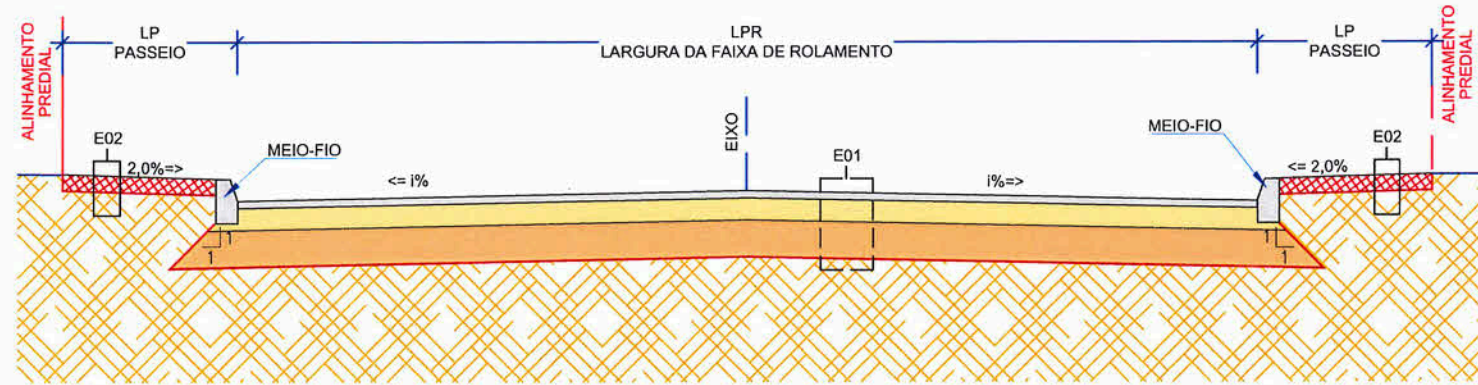 ALINHAMENTO
PREDIAL
LP
PASSEIO
LPR
LARGURA DA FAIXA DE ROLAMENTO
LP
PASSEIO
ALINHAMENTO
PREDIAL
E02
2,0%=>
MEIO-FIO
<= i%
EIXO
E01
i%=>
MEIO-FIO
<= 2,0%
E02
1
1
1
1